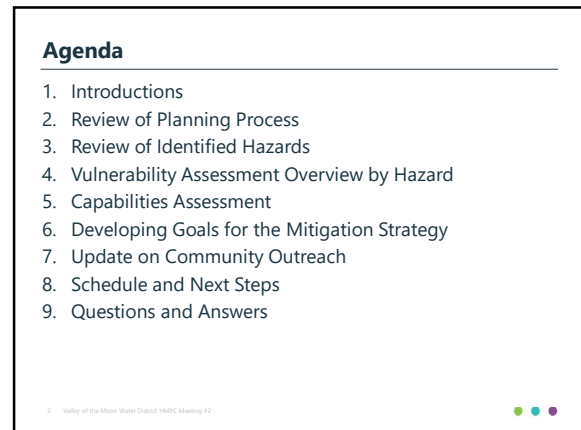 Agenda
1. Introductions
2. Review of Planning Process
3. Review of Identified Hazards
4. Vulnerability Assessment Overview by Hazard
5. Capabilities Assessment
6. Developing Goals for the Mitigation Strategy
7. Update on Community Outreach
8. Schedule and Next Steps
9. Questions and Answers
2 Valley of the Moon Water District HMPC Meeting #2